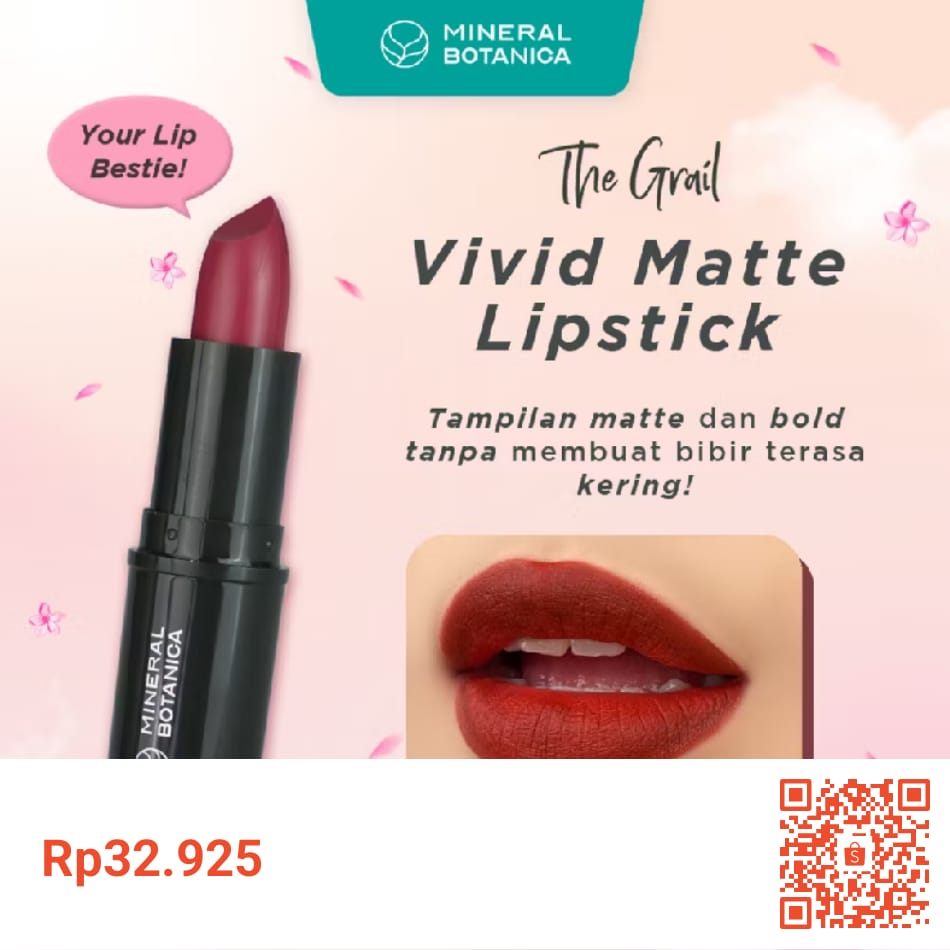 MINERAL
BOTANICA
Your Lip
Bestie!
The Grail
Vivid Matte
Lipstick
Tampilan matte dan bold
tanpa membuat bibir terasa
kering!
MINERAL
BOTANICA
Rp32.925
S